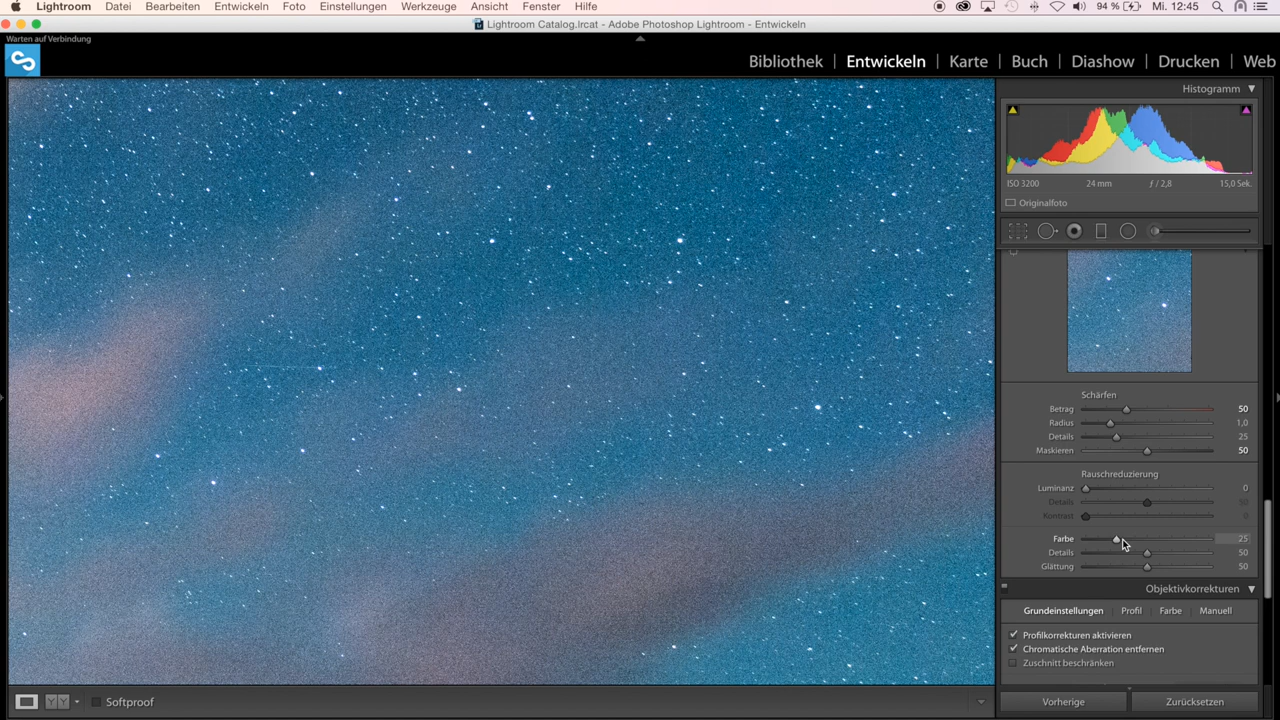 Lightroom Datei Bearbeiten Entwickeln Foto Einstellungen Werkzeuge Ansicht Fenster Hilfe 94 % Mi. 12:45
Lightroom Catalog.lrcat - Adobe Photoshop Lightroom - Entwickeln
Warten auf Verbindung
Bibliothek | Entwickeln | Karte | Buch | Diashow | Drucken | Web
Histogramm
ISO 3200 24 mm ƒ / 2,8 15,0 Sek.
Originalfoto
Schärfen
Betrag 50
Radius 1,0
Details 25
Maskieren 50
Rauschreduzierung
Luminanz 0
Details 50
Kontrast 0
Farbe 25
Details 50
Glättung 50
Objektivkorrekturen
Grundeinstellungen Profil Farbe Manuell
Profilkorrekturen aktivieren
Chromatische Aberration entfernen
Zuschnitt beschränken
YY Softproof Vorherige Zurücksetzen